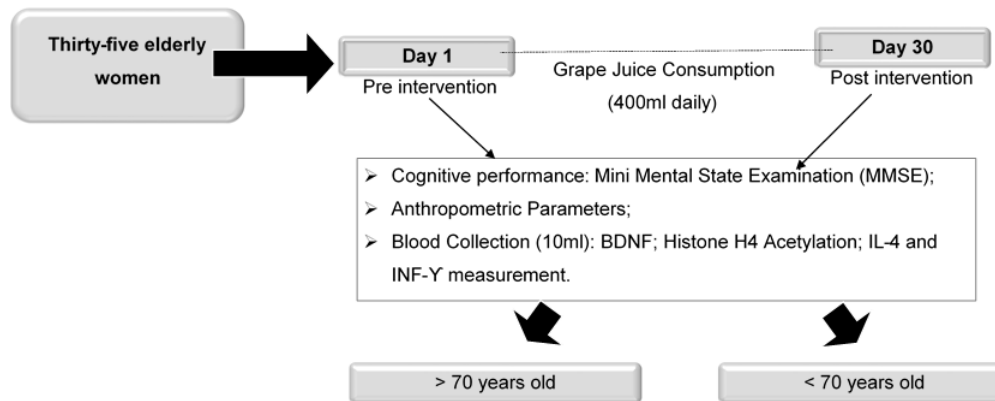 Thirty-five elderly
women
Day 1
Pre intervention
Grape Juice Consumption
(400ml daily)
Day 30
Post intervention
➢ Cognitive performance: Mini Mental State Examination (MMSE);
➢ Anthropometric Parameters;
➢ Blood Collection (10ml): BDNF; Histone H4 Acetylation; IL-4 and
INF-ϒ measurement.
> 70 years old
< 70 years old